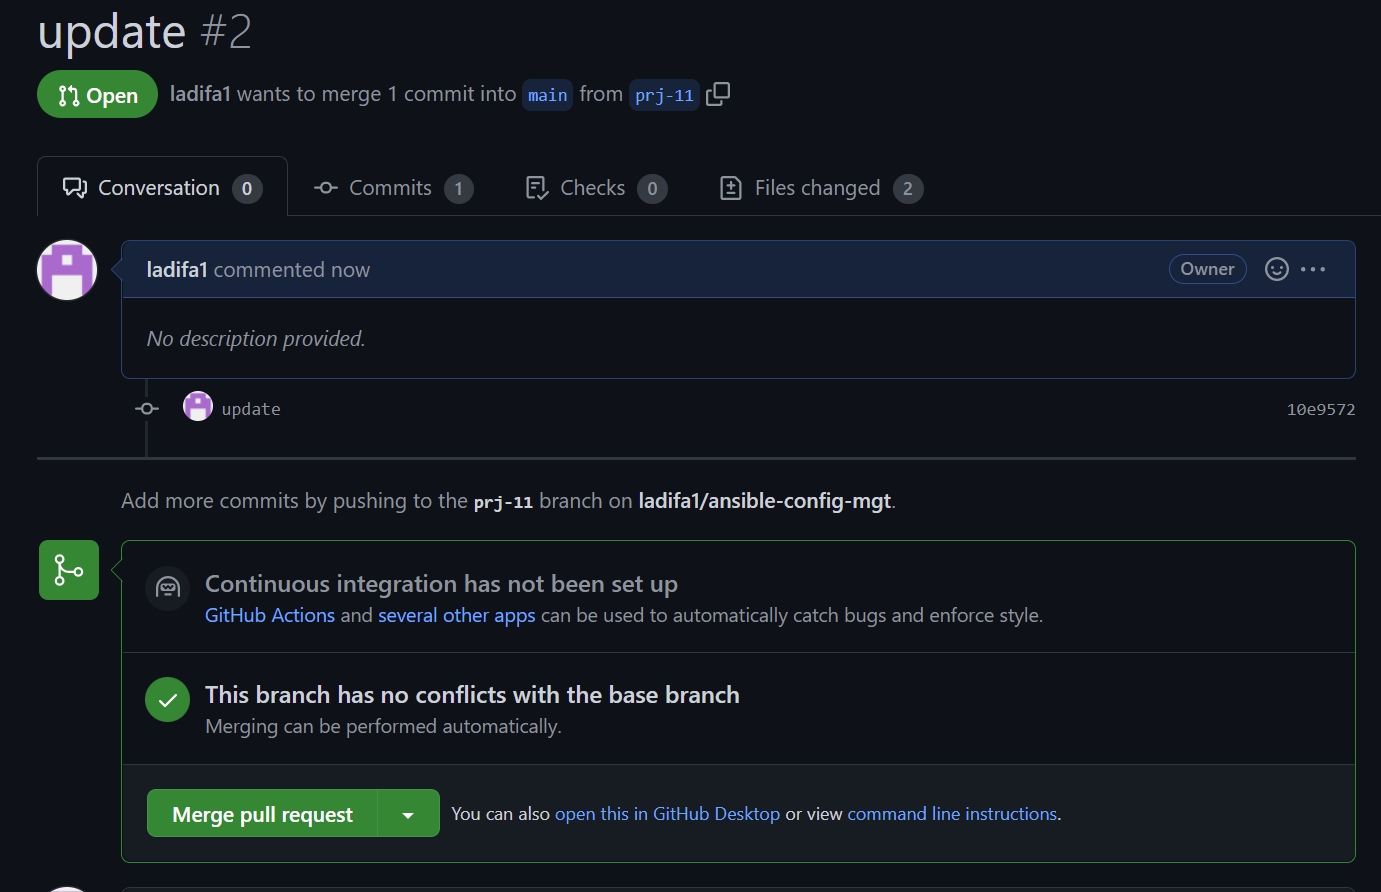 update #2
Open ladifa1 wants to merge 1 commit into main from prj-11
Conversation 0 Commits 1 Checks 0 Files changed 2
ladifa1 commented now Owner
No description provided.
update 10e9572
Add more commits by pushing to the prj-11 branch on ladifa1/ansible-config-mgt.
Continuous integration has not been set up
GitHub Actions and several other apps can be used to automatically catch bugs and enforce style.
This branch has no conflicts with the base branch
Merging can be performed automatically.
Merge pull request You can also open this in GitHub Desktop or view command line instructions.